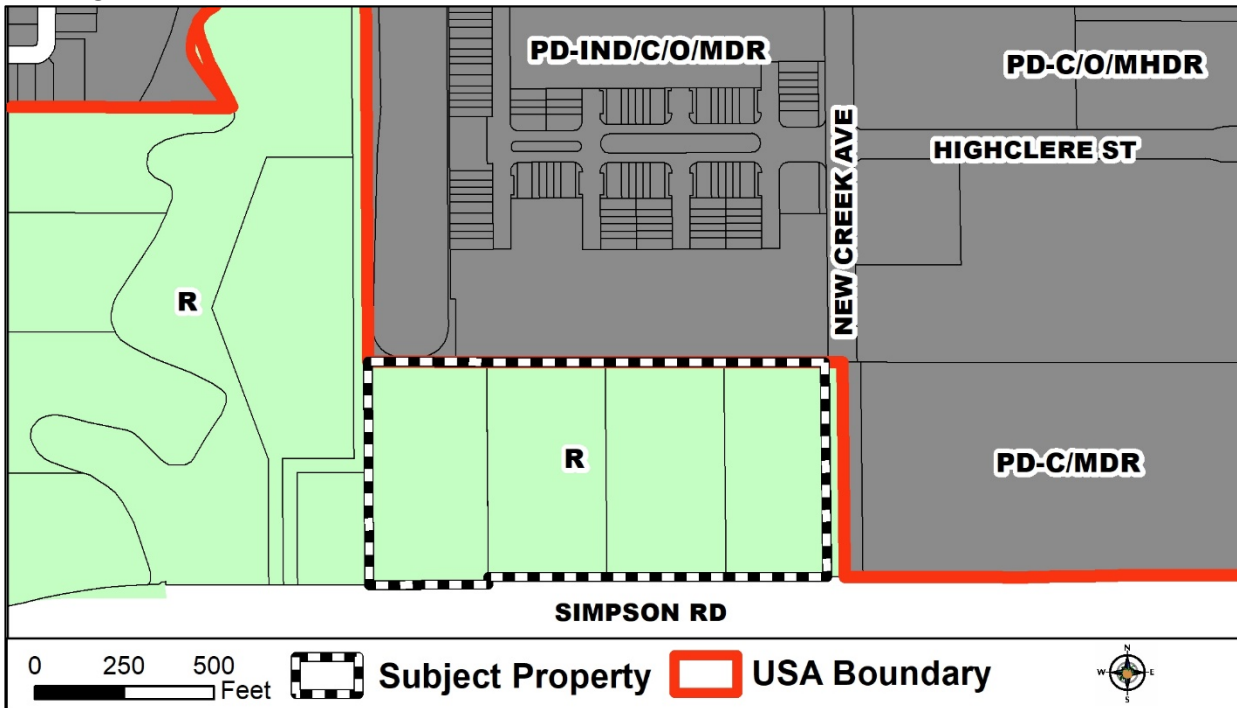 PD-IND/C/O/MDR
PD-C/O/MHDR
HIGHCLERE ST
NEW CREEK AVE
R
R
PD-C/MDR
SIMPSON RD
0 250 500
Feet
Subject Property
USA Boundary
N
W E
S